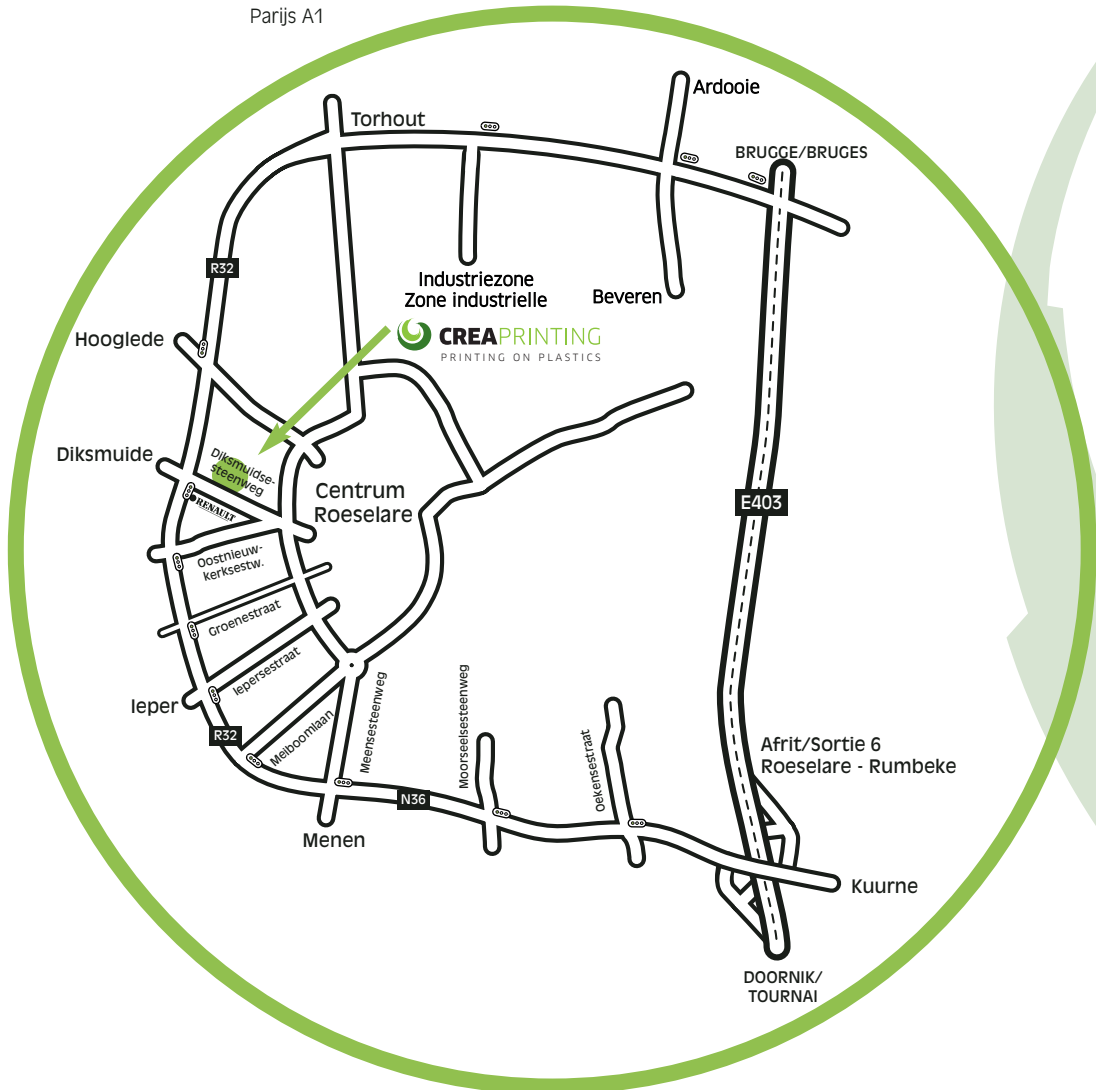 Parijs A1
Ardooie
Torhout
BRUGGE/BRUGES
R32
Industriezone
Zone industrielle
Beveren
CREAPRINTING
PRINTING ON PLASTICS
Hooglede
Diksmuide
Diksmuidse-
steenweg
RENAULT
Centrum
Roeselare
E403
Oostnieuw-
kerksestw.
Groenestraat
Iepersestraat
Ieper
R32
Meiboomlaan
Meensesteenweg
Moorseelsesteenweg
Oekensestraat
Afrit/Sortie 6
Roeselare - Rumbeke
N36
Menen
Kuurne
DOORNIK/
TOURNAI